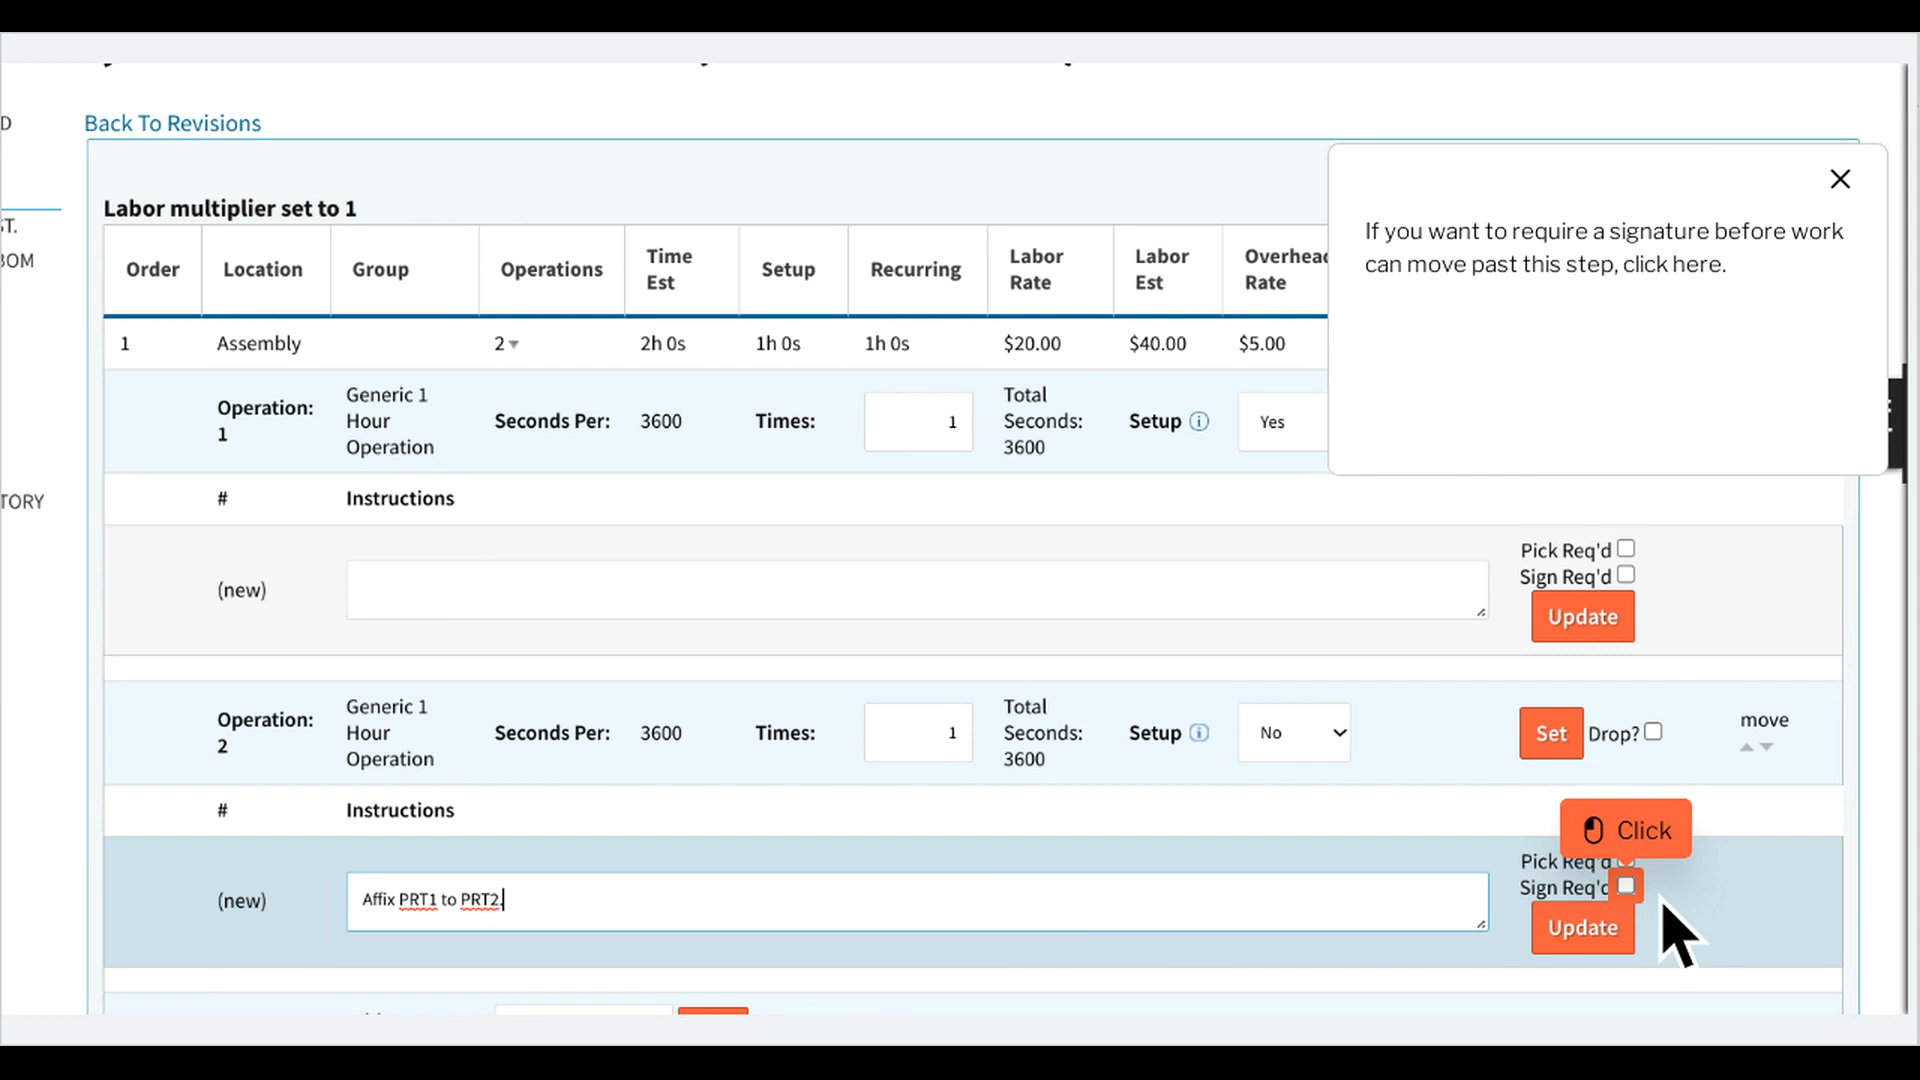 D
Back To Revisions
ST.
BOM
TORY
Labor multiplier set to 1
Order Location Group Operations Time Est Setup Recurring Labor Rate Labor Est Overhead Rate
1 Assembly 2 2h 0s 1h 0s 1h 0s $20.00 $40.00 $5.00
Operation: 1 Generic 1 Hour Operation Seconds Per: 3600 Times: 1 Total Seconds: 3600 Setup Yes
# Instructions
(new)
Pick Req'd
Sign Req'd
Update
Operation: 2 Generic 1 Hour Operation Seconds Per: 3600 Times: 1 Total Seconds: 3600 Setup No Set Drop? move
# Instructions
(new) Affix PRT1 to PRT2.
Pick Req'd
Sign Req'd
Update
Click
If you want to require a signature before work
can move past this step, click here.